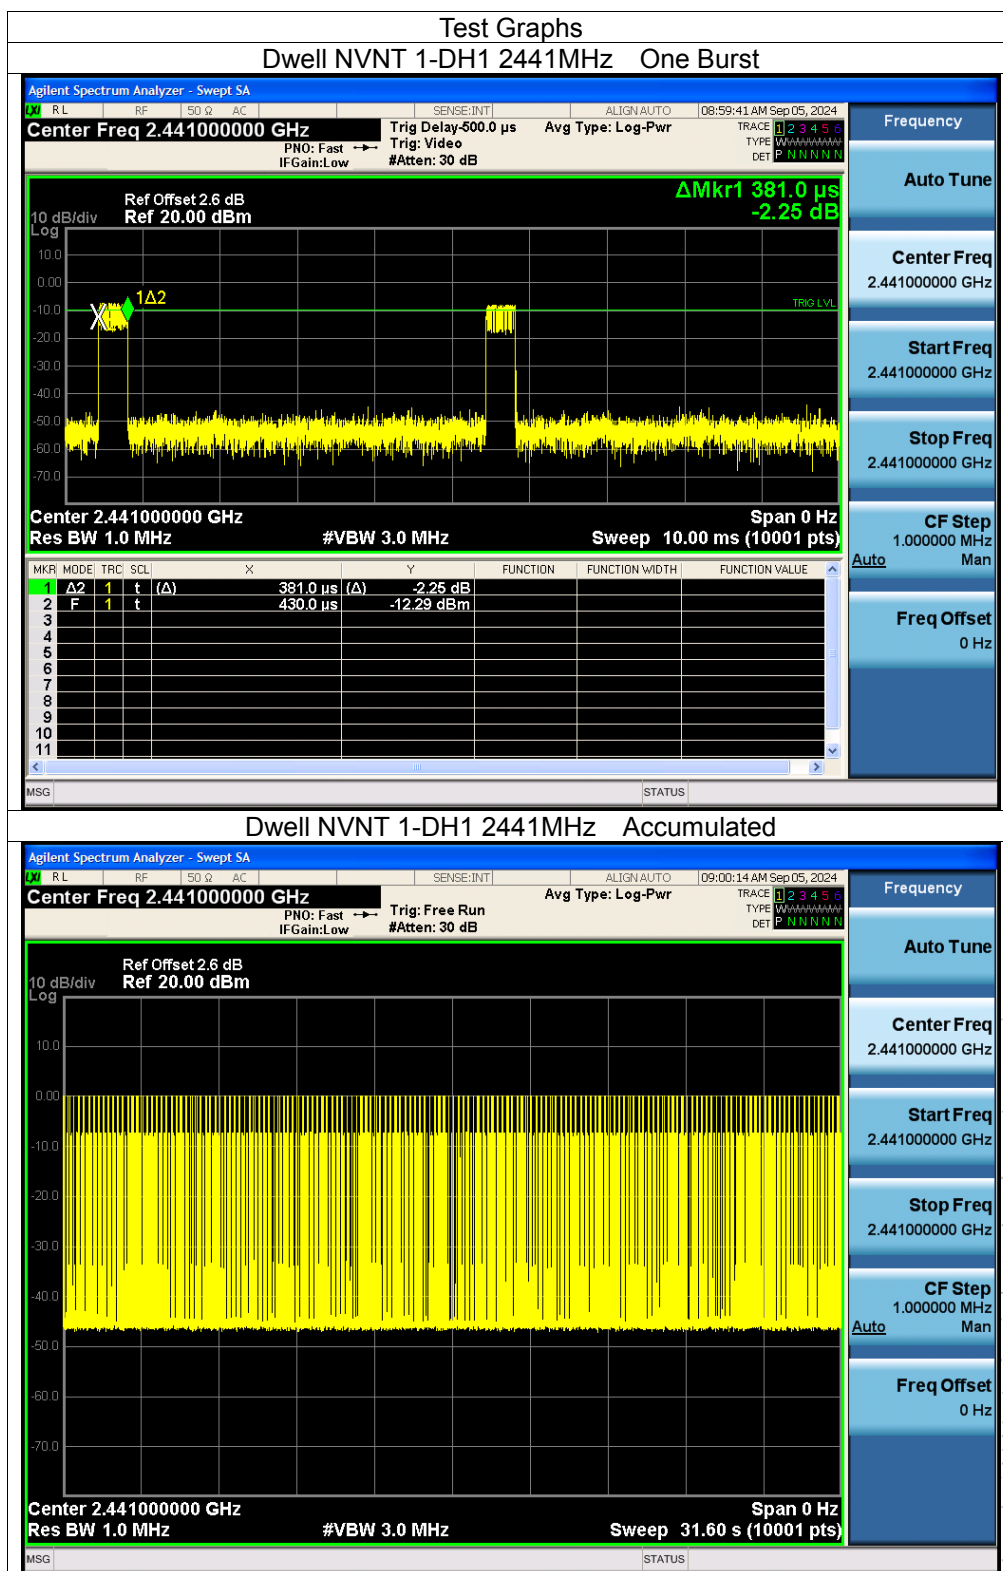 Test Graphs
Dwell NVNT 1-DH1 2441MHz One Burst
Agilent Spectrum Analyzer - Swept SA
LXI RL RF 50 Ω AC SENSE:INT ALIGN AUTO 08:59:41 AM Sep 05, 2024
Center Freq 2.441000000 GHz Trig Delay-500.0 µs Avg Type: Log-Pwr TRACE 1 2 3 4 5 6
PNO: Fast Trig: Video TYPE WWWWWW
IFGain:Low #Atten: 30 dB DET P N N N N N
Frequency
Auto Tune
Center Freq
2.441000000 GHz
Start Freq
2.441000000 GHz
Stop Freq
2.441000000 GHz
CF Step
1.000000 MHz
Auto Man
Freq Offset
0 Hz
ΔMkr1 381.0 µs
-2.25 dB
Ref Offset 2.6 dB
10 dB/div Ref 20.00 dBm
Log
10.0
0.00
-10.0
-20.0
-30.0
-40.0
-50.0
-60.0
-70.0
1Δ2
TRIG LVL
Center 2.441000000 GHz Span 0 Hz
Res BW 1.0 MHz #VBW 3.0 MHz Sweep 10.00 ms (10001 pts)
MKR MODE TRC SCL X Y FUNCTION FUNCTION WIDTH FUNCTION VALUE
1 Δ2 1 t (Δ) 381.0 µs (Δ) -2.25 dB
2 F 1 t 430.0 µs -12.29 dBm
3
4
5
6
7
8
9
10
11
MSG STATUS
Dwell NVNT 1-DH1 2441MHz Accumulated
Agilent Spectrum Analyzer - Swept SA
LXI RL RF 50 Ω AC SENSE:INT ALIGN AUTO 09:00:14 AM Sep 05, 2024
Center Freq 2.441000000 GHz Avg Type: Log-Pwr TRACE 1 2 3 4 5 6
PNO: Fast Trig: Free Run TYPE WWWWWW
IFGain:Low #Atten: 30 dB DET P N N N N N
Frequency
Auto Tune
Center Freq
2.441000000 GHz
Start Freq
2.441000000 GHz
Stop Freq
2.441000000 GHz
CF Step
1.000000 MHz
Auto Man
Freq Offset
0 Hz
Ref Offset 2.6 dB
10 dB/div Ref 20.00 dBm
Log
10.0
0.00
-10.0
-20.0
-30.0
-40.0
-50.0
-60.0
-70.0
Center 2.441000000 GHz Span 0 Hz
Res BW 1.0 MHz #VBW 3.0 MHz Sweep 31.60 s (10001 pts)
MSG STATUS